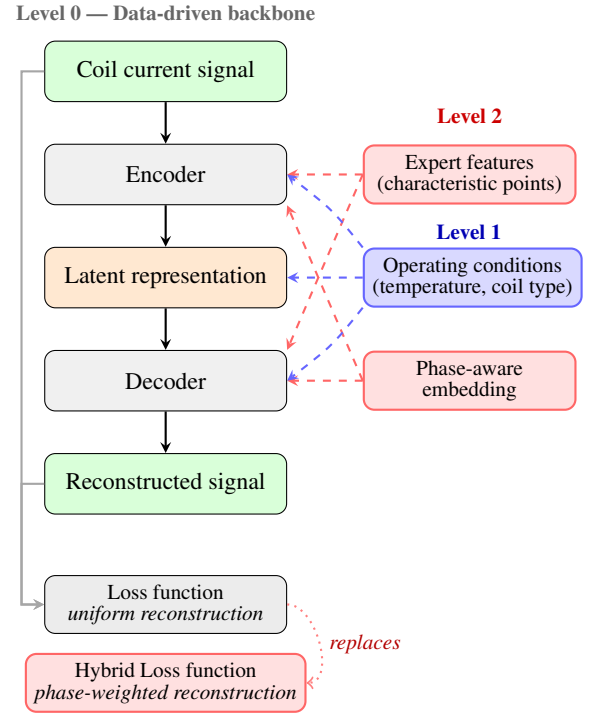 Level 0 — Data-driven backbone
Coil current signal
Level 2
Encoder
Expert features
(characteristic points)
Level 1
Latent representation
Operating conditions
(temperature, coil type)
Decoder
Phase-aware
embedding
Reconstructed signal
Loss function
uniform reconstruction
replaces
Hybrid Loss function
phase-weighted reconstruction